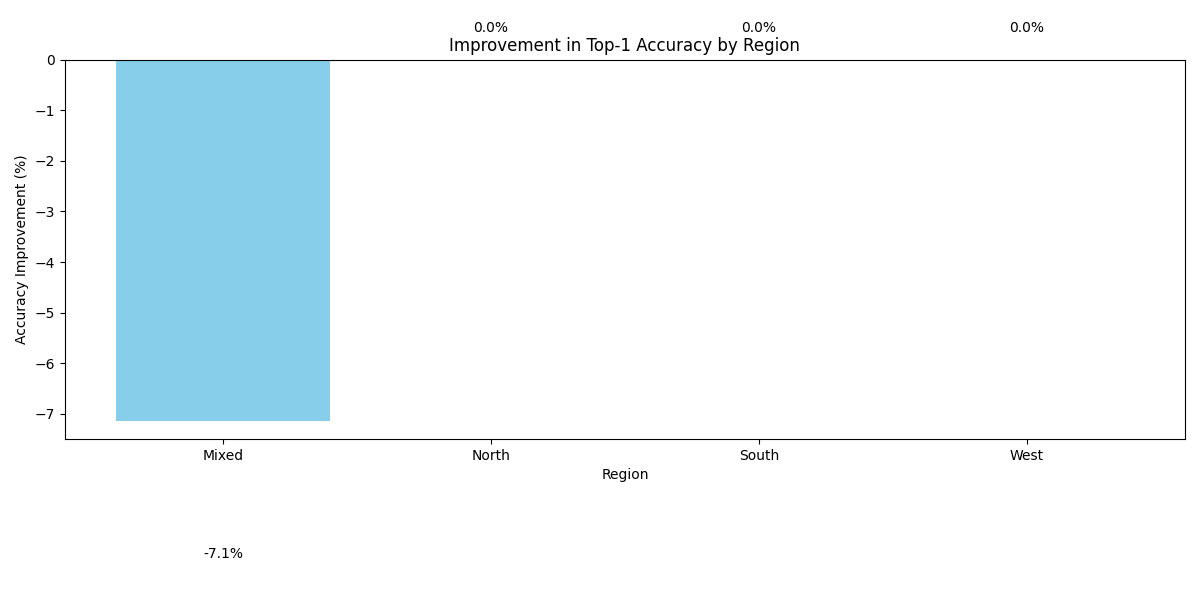 0.0% 0.0% 0.0%
Improvement in Top-1 Accuracy by Region
Accuracy Improvement (%)
0
−1
−2
−3
−4
−5
−6
−7
Mixed North South West
Region
-7.1%